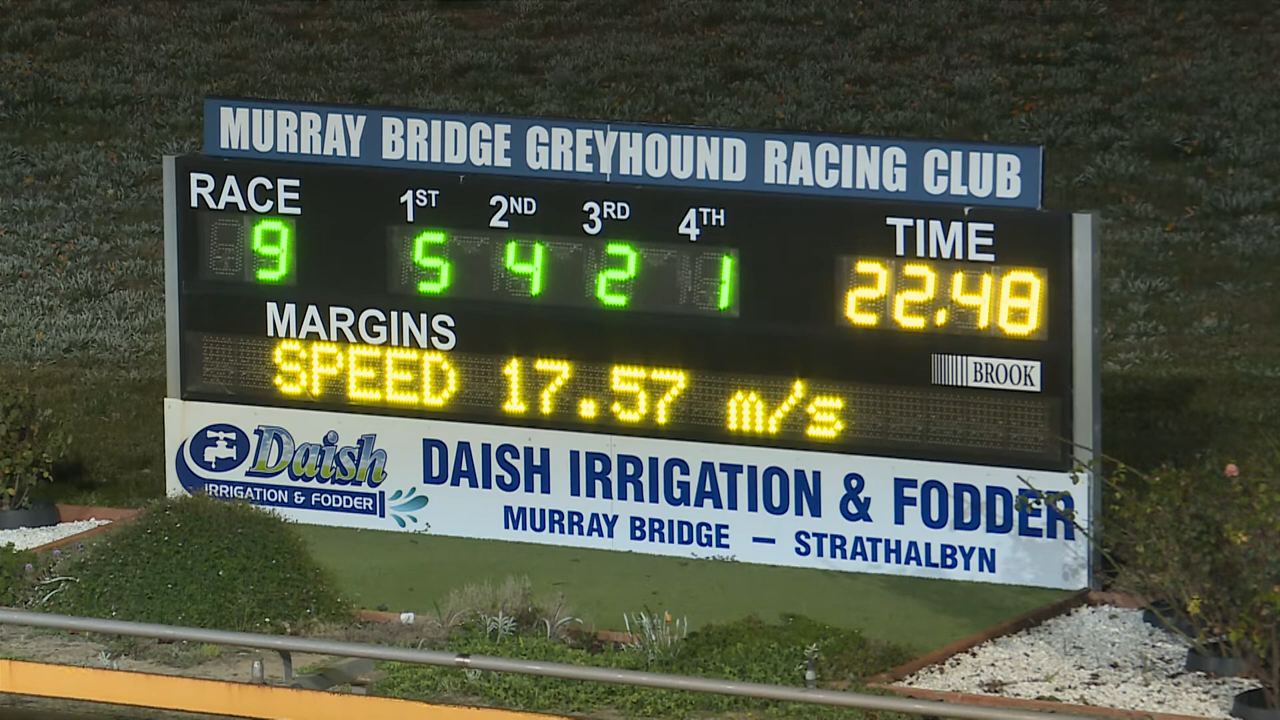 MURRAY BRIDGE GREYHOUND RACING CLUB
RACE 1ST 2ND 3RD 4TH TIME
9 5 4 2 1 22.48
MARGINS
BROOK
SPEED 17.57 m/s
Daish
IRRIGATION & FODDER
DAISH IRRIGATION & FODDER
MURRAY BRIDGE – STRATHALBYN